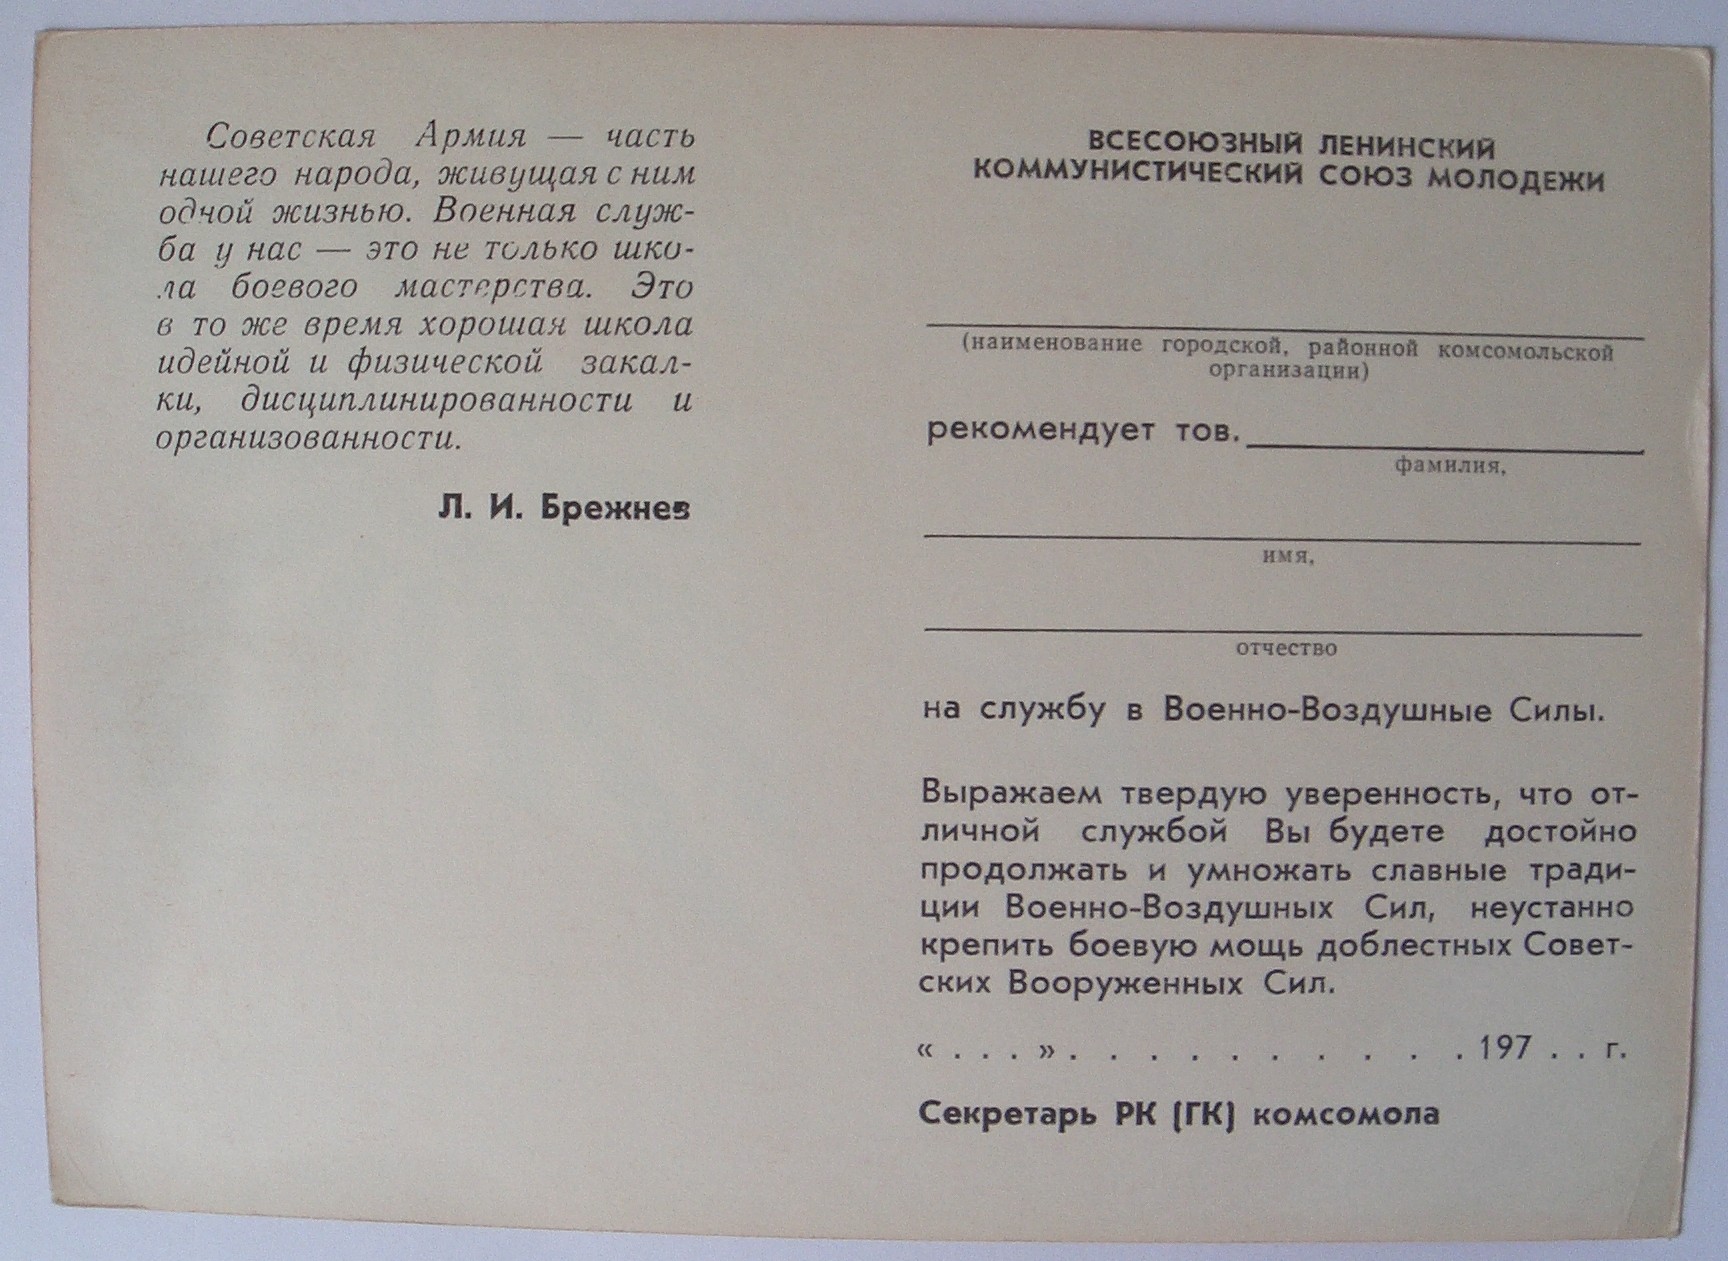 Советская Армия — часть
нашего народа, живущая с ним
одной жизнью. Военная служ-
ба у нас — это не только шко-
ла боевого мастерства. Это
в то же время хорошая школа
идейной и физической закал-
ки, дисциплинированности и
организованности.
Л. И. Брежнев
ВСЕСОЮЗНЫЙ ЛЕНИНСКИЙ
КОММУНИСТИЧЕСКИЙ СОЮЗ МОЛОДЕЖИ
(наименование городской, районной комсомольской
организации)
рекомендует тов.
фамилия,
имя,
отчество
на службу в Военно-Воздушные Силы.
Выражаем твердую уверенность, что от-
личной службой Вы будете достойно
продолжать и умножать славные тради-
ции Военно-Воздушных Сил, неустанно
крепить боевую мощь доблестных Совет-
ских Вооруженных Сил.
« . . . » . . . . . . . . . . 197 . . г.
Секретарь РК (ГК) комсомола